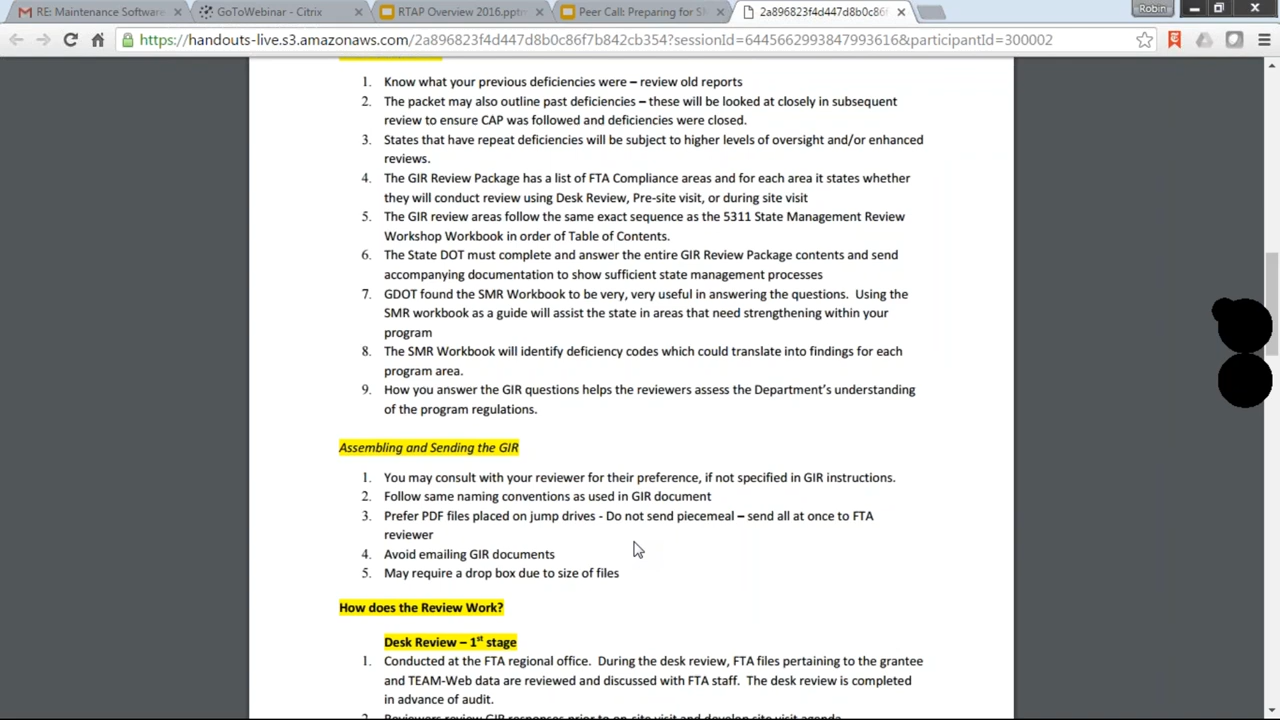 RE: Maintenance Software
GoToWebinar - Citrix
RTAP Overview 2016.pptm
Peer Call: Preparing for S
2a896823f4d447d8b0c86f
Robin
https://handouts-live.s3.amazonaws.com/2a896823f4d447d8b0c86f7b842cb354?sessionId=6445662993847993616&participantId=300002
1. Know what your previous deficiencies were – review old reports
2. The packet may also outline past deficiencies – these will be looked at closely in subsequent
review to ensure CAP was followed and deficiencies were closed.
3. States that have repeat deficiencies will be subject to higher levels of oversight and/or enhanced
reviews.
4. The GIR Review Package has a list of FTA Compliance areas and for each area it states whether
they will conduct review using Desk Review, Pre-site visit, or during site visit
5. The GIR review areas follow the same exact sequence as the 5311 State Management Review
Workshop Workbook in order of Table of Contents.
6. The State DOT must complete and answer the entire GIR Review Package contents and send
accompanying documentation to show sufficient state management processes
7. GDOT found the SMR Workbook to be very, very useful in answering the questions. Using the
SMR workbook as a guide will assist the state in areas that need strengthening within your
program
8. The SMR Workbook will identify deficiency codes which could translate into findings for each
program area.
9. How you answer the GIR questions helps the reviewers assess the Department's understanding
of the program regulations.
Assembling and Sending the GIR
1. You may consult with your reviewer for their preference, if not specified in GIR instructions.
2. Follow same naming conventions as used in GIR document
3. Prefer PDF files placed on jump drives - Do not send piecemeal – send all at once to FTA
reviewer
4. Avoid emailing GIR documents
5. May require a drop box due to size of files
How does the Review Work?
Desk Review – 1st stage
1. Conducted at the FTA regional office. During the desk review, FTA files pertaining to the grantee
and TEAM-Web data are reviewed and discussed with FTA staff. The desk review is completed
in advance of audit.
2. Reviewers review GIR responses prior to on-site visit and develop site visit agenda